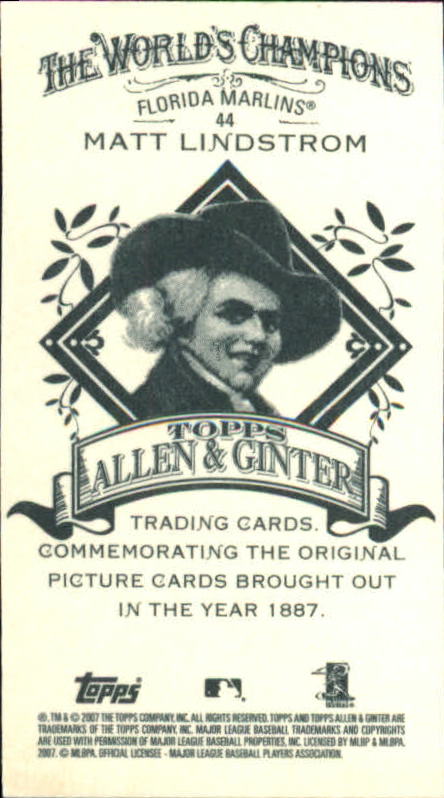 THE WORLD'S CHAMPIONS
FLORIDA MARLINS®
44
MATT LINDSTROM
TOPPS
ALLEN & GINTER
TRADING CARDS.
COMMEMORATING THE ORIGINAL
PICTURE CARDS BROUGHT OUT
IN THE YEAR 1887.
Topps
®, TM & © 2007 THE TOPPS COMPANY, INC. ALL RIGHTS RESERVED. TOPPS AND TOPPS ALLEN & GINTER ARE
TRADEMARKS OF THE TOPPS COMPANY, INC. MAJOR LEAGUE BASEBALL TRADEMARKS AND COPYRIGHTS
ARE USED WITH PERMISSION OF MAJOR LEAGUE BASEBALL PROPERTIES, INC. LICENSED BY MLBP & MLBPA.
2007. © MLBPA. OFFICIAL LICENSEE - MAJOR LEAGUE BASEBALL PLAYERS ASSOCIATION.